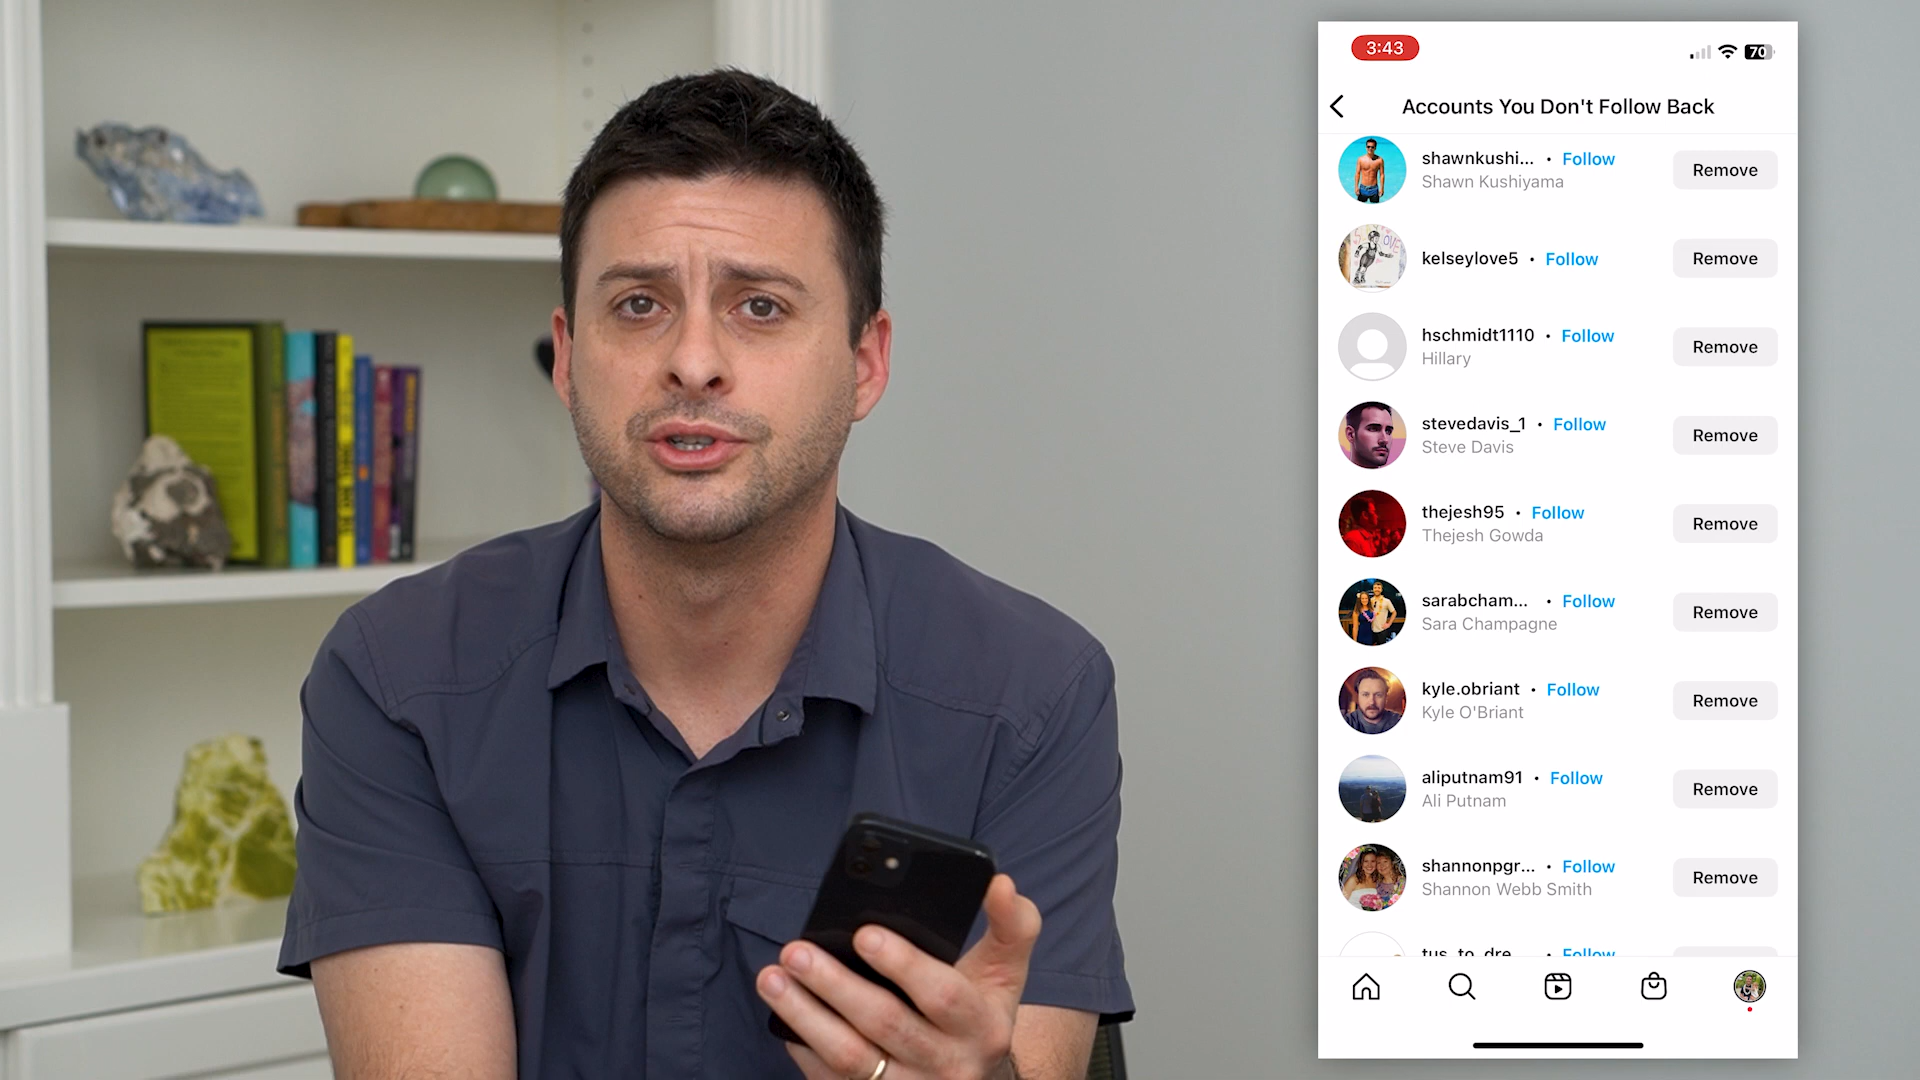 3:43
70
Accounts You Don't Follow Back
shawnkushi... • Follow
Shawn Kushiyama
Remove
kelseylove5 • Follow
Remove
hschmidt1110 • Follow
Hillary
Remove
stevedavis_1 • Follow
Steve Davis
Remove
thejesh95 • Follow
Thejesh Gowda
Remove
sarabcham... • Follow
Sara Champagne
Remove
kyle.obriant • Follow
Kyle O'Briant
Remove
aliputnam91 • Follow
Ali Putnam
Remove
shannonpgr... • Follow
Shannon Webb Smith
Remove
tus_to_dre... • Follow